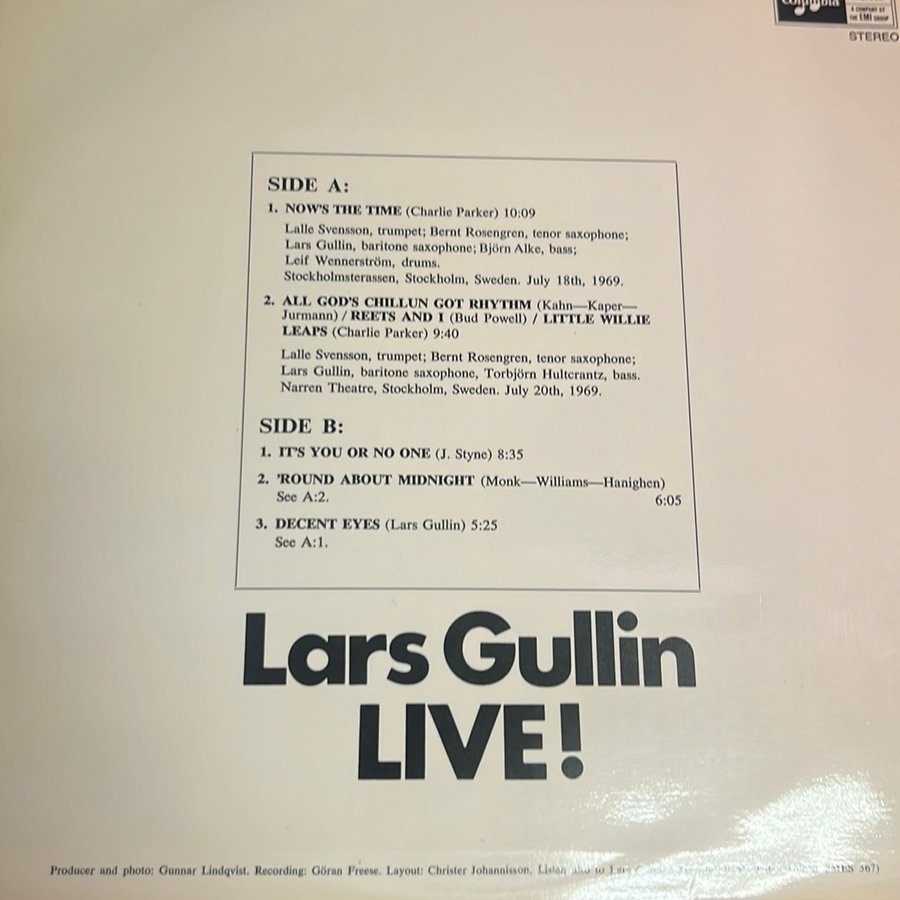 Columbia
A COMPANY OF
THE EMI GROUP
STEREO
SIDE A:
1. NOW'S THE TIME (Charlie Parker) 10:09
Lalle Svensson, trumpet; Bernt Rosengren, tenor saxophone;
Lars Gullin, baritone saxophone; Björn Alke, bass;
Leif Wennerström, drums.
Stockholmsterassen, Stockholm, Sweden. July 18th, 1969.
2. ALL GOD'S CHILLUN GOT RHYTHM (Kahn—Kaper—
Jurmann) / REETS AND I (Bud Powell) / LITTLE WILLIE
LEAPS (Charlie Parker) 9:40
Lalle Svensson, trumpet; Bernt Rosengren, tenor saxophone;
Lars Gullin, baritone saxophone, Torbjörn Hultcrantz, bass.
Narren Theatre, Stockholm, Sweden. July 20th, 1969.
SIDE B:
1. IT'S YOU OR NO ONE (J. Styne) 8:35
2. 'ROUND ABOUT MIDNIGHT (Monk—Williams—Hanighen)
See A:2. 6:05
3. DECENT EYES (Lars Gullin) 5:25
See A:1.
Lars Gullin
LIVE!
Producer and photo: Gunnar Lindqvist. Recording: Göran Freese. Layout: Christer Johannisson. Listen also to Lars